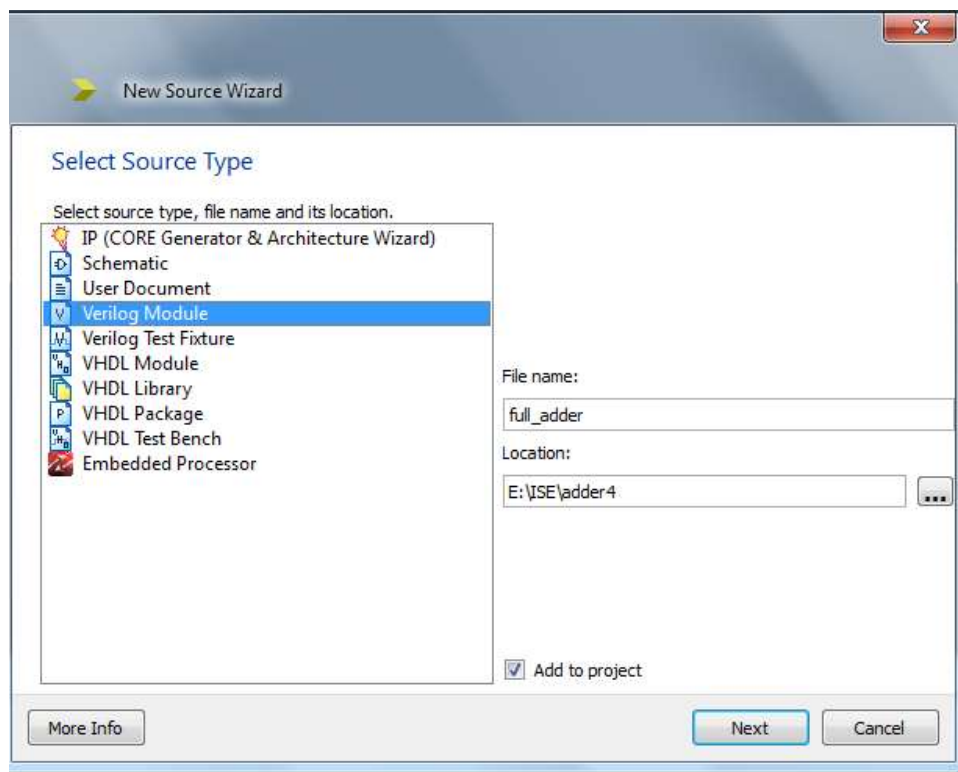 New Source Wizard
Select Source Type
Select source type, file name and its location.
IP (CORE Generator & Architecture Wizard)
Schematic
User Document
Verilog Module
Verilog Test Fixture
VHDL Module
VHDL Library
VHDL Package
VHDL Test Bench
Embedded Processor
File name:
full_adder
Location:
E:\ISE\adder4
...
Add to project
More Info
Next
Cancel